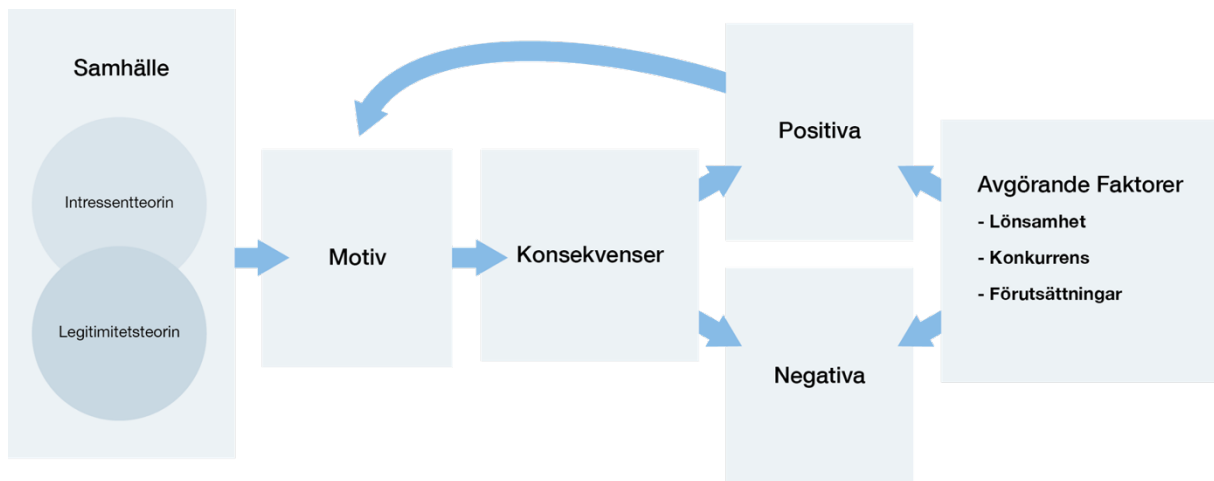 Samhälle
Intressentteorin
Legitimitetsteorin
Motiv
Konsekvenser
Positiva
Negativa
Avgörande Faktorer
- Lönsamhet
- Konkurrens
- Förutsättningar